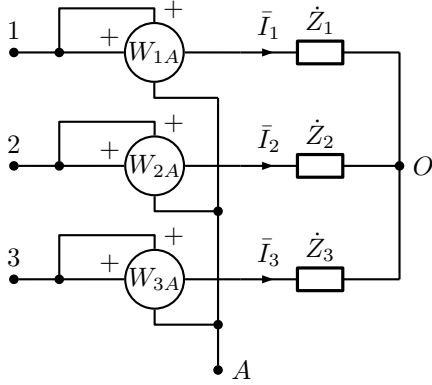 1 + + W₁A Ī₁ Ż₁
2 + + W₂A Ī₂ Ż₂ O
3 + + W₃A Ī₃ Ż₃
A